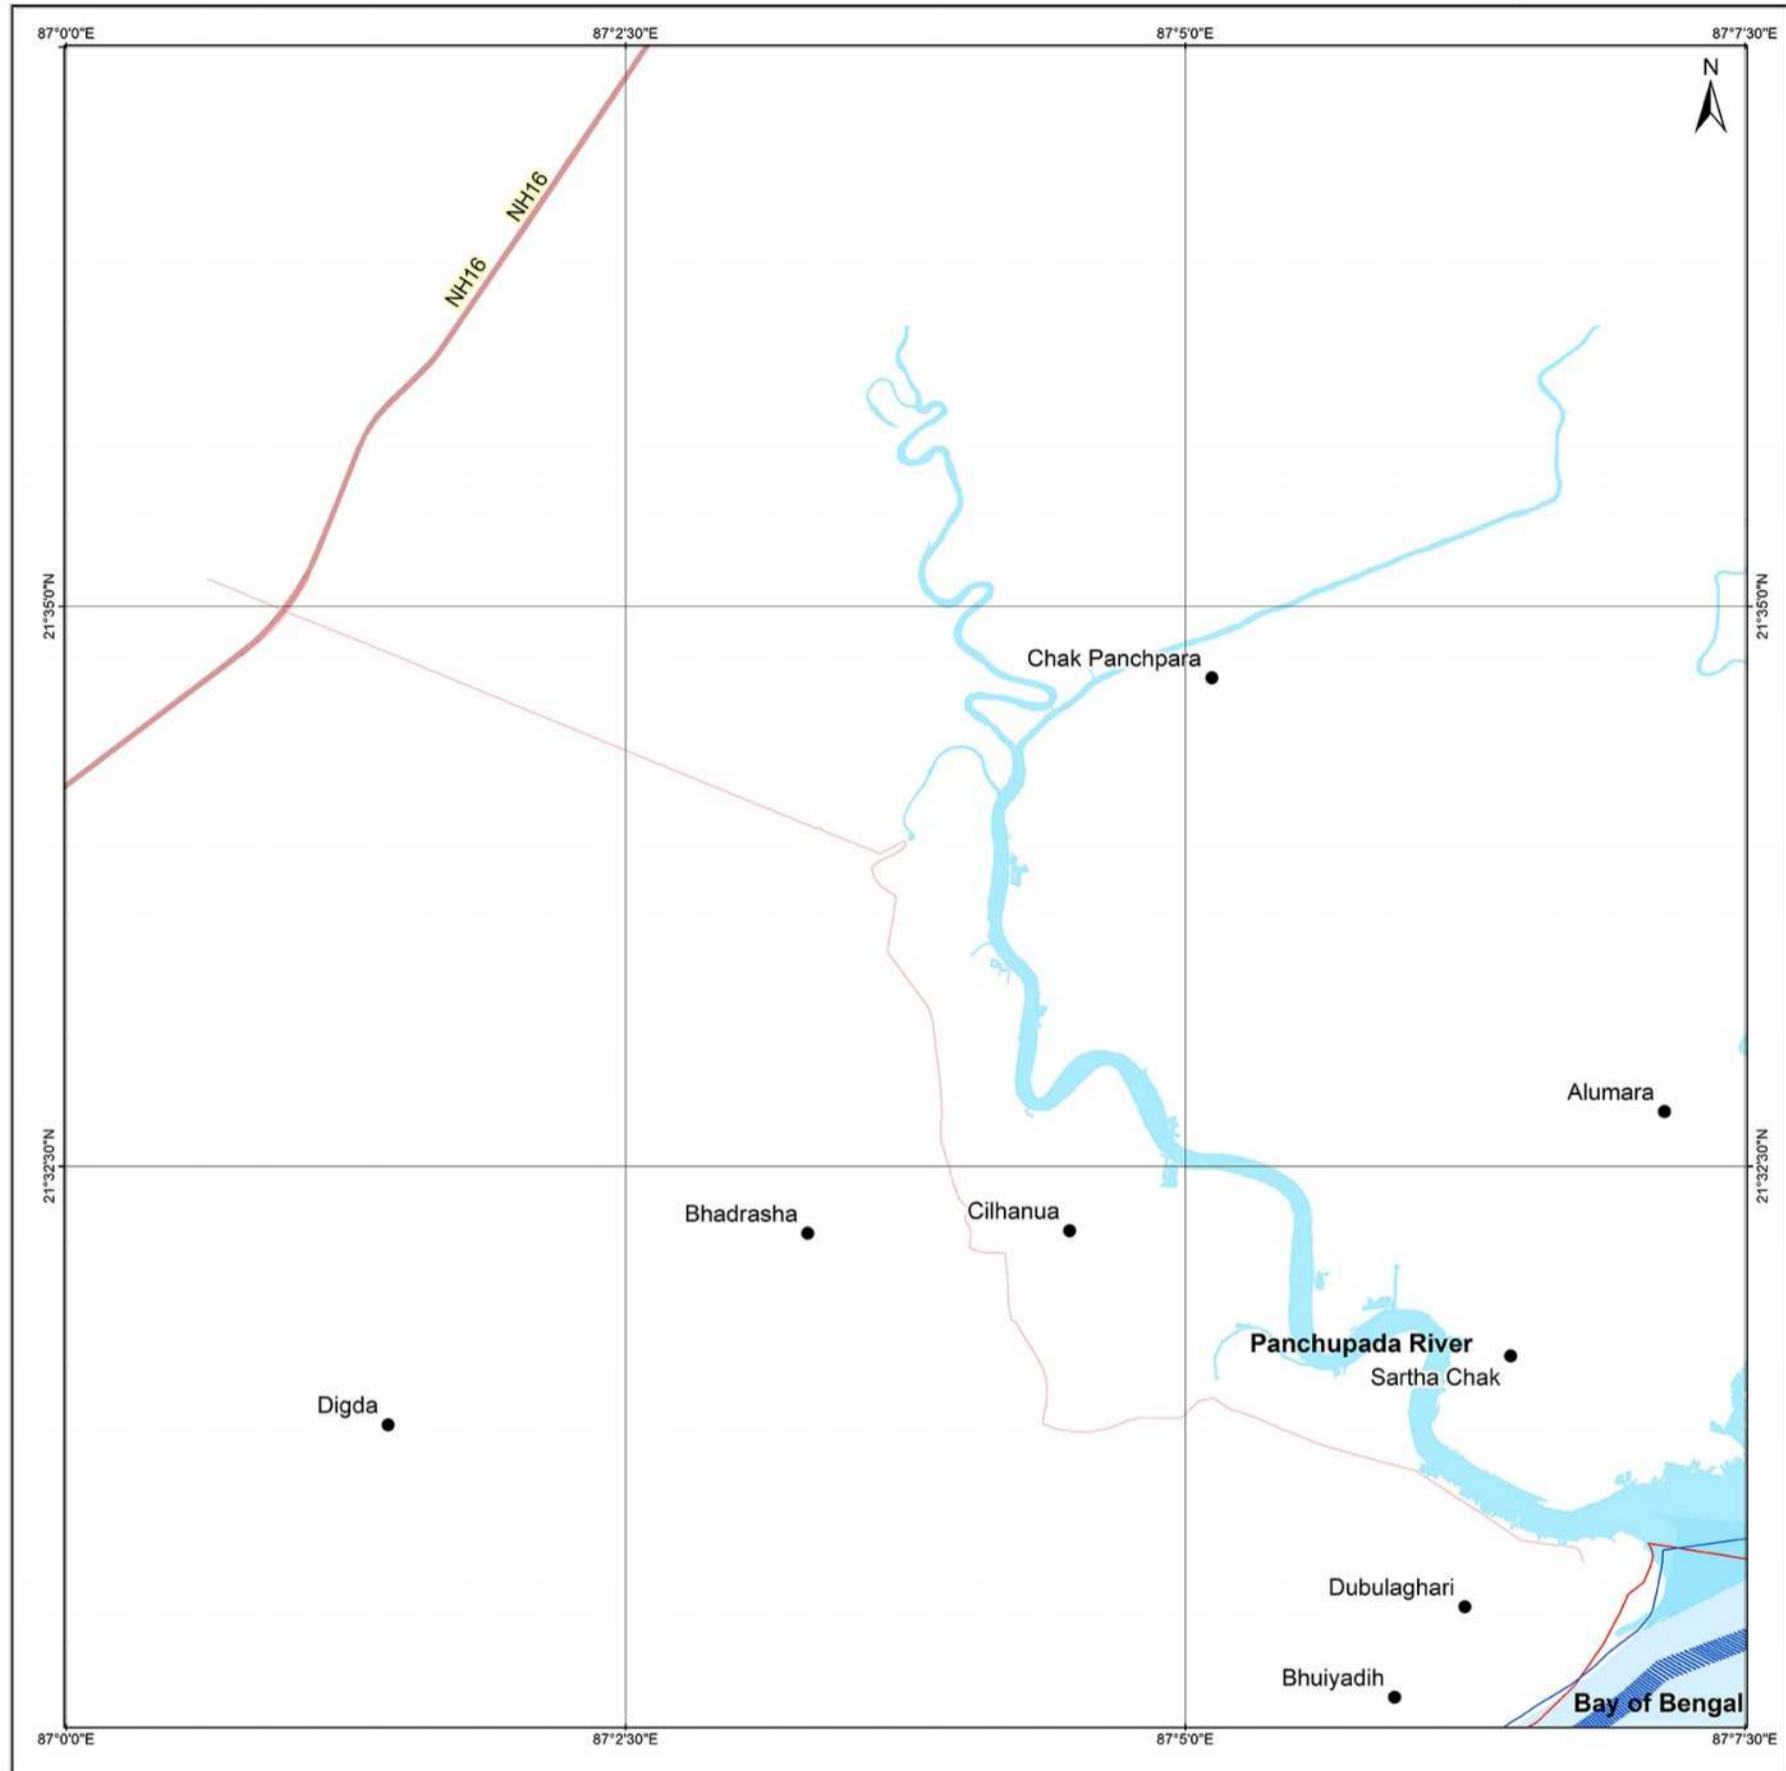 87°0'0"E
87°2'30"E
87°5'0"E
87°7'30"E
N
NH16
NH16
21°35'0"N
21°35'0"N
Chak Panchpara
Alumara
21°32'30"N
21°32'30"N
Bhadrasha
Cilhanua
Panchupada River
Sartha Chak
Digda
Dubulaghari
Bhuiyadih
Bay of Bengal
87°0'0"E
87°2'30"E
87°5'0"E
87°7'30"E